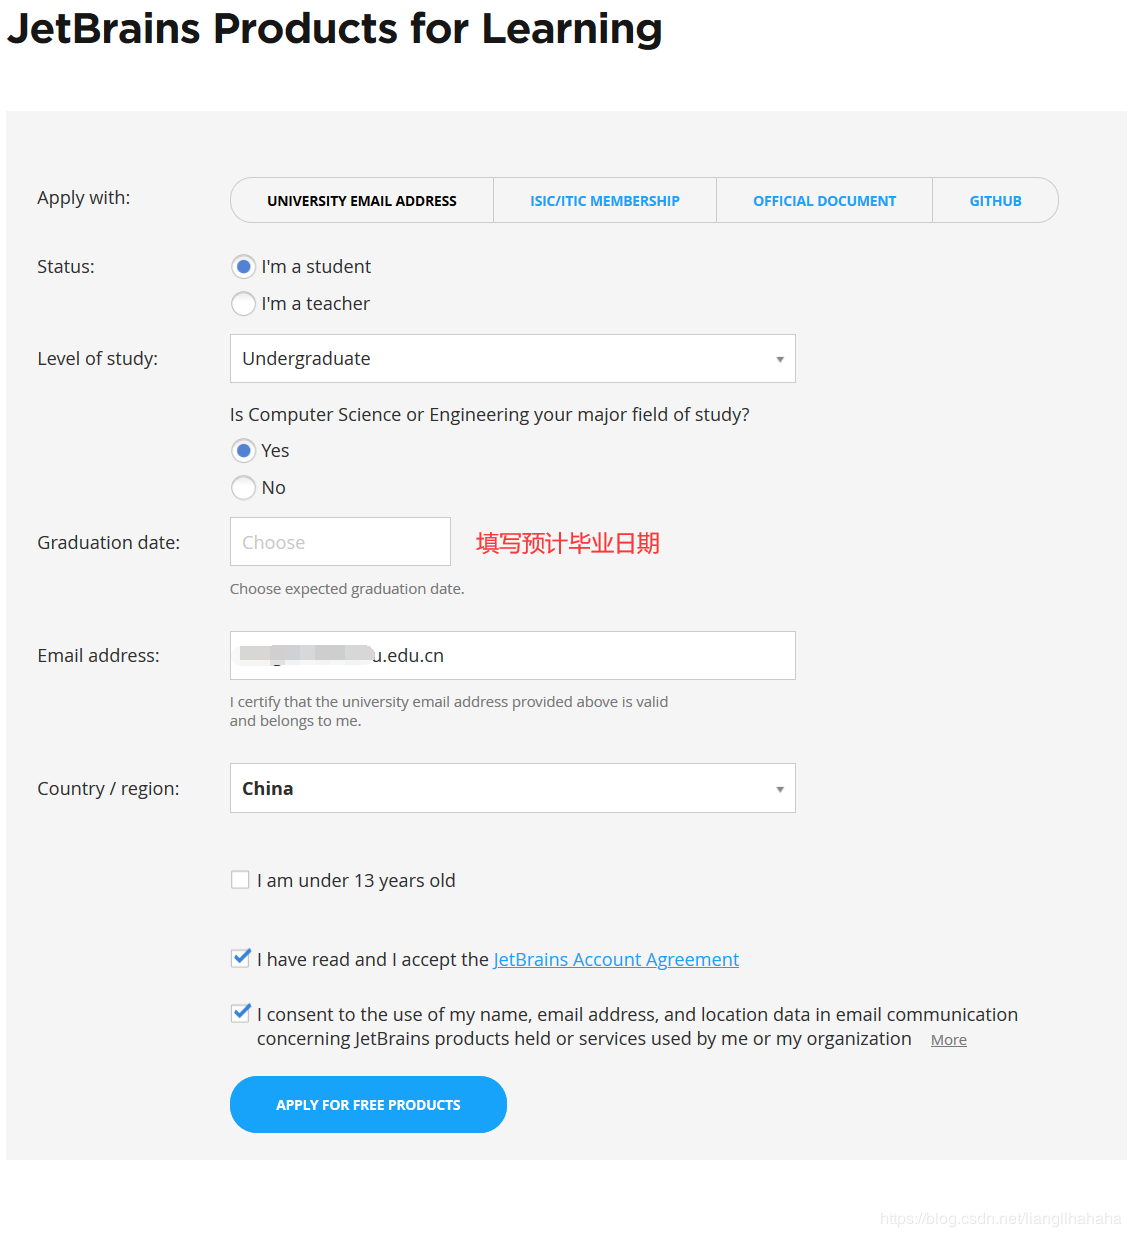 JetBrains Products for Learning
Apply with:
UNIVERSITY EMAIL ADDRESS
ISIC/ITIC MEMBERSHIP
OFFICIAL DOCUMENT
GITHUB
Status:
I'm a student
I'm a teacher
Level of study:
Undergraduate
Is Computer Science or Engineering your major field of study?
Yes
No
Graduation date:
Choose
填写预计毕业日期
Choose expected graduation date.
Email address:
u.edu.cn
I certify that the university email address provided above is valid
and belongs to me.
Country / region:
China
I am under 13 years old
I have read and I accept the JetBrains Account Agreement
I consent to the use of my name, email address, and location data in email communication
concerning JetBrains products held or services used by me or my organization More
APPLY FOR FREE PRODUCTS